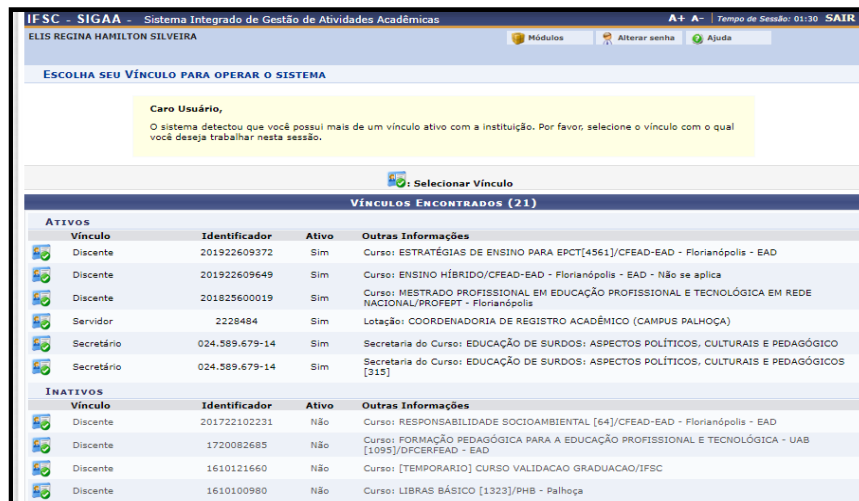 IFSC - SIGAA - Sistema Integrado de Gestão de Atividades Acadêmicas A+ A- | Tempo de Sessão: 01:30 SAIR
ELIS REGINA HAMILTON SILVEIRA Módulos Alterar senha Ajuda
ESCOLHA SEU VÍNCULO PARA OPERAR O SISTEMA
Caro Usuário,
O sistema detectou que você possui mais de um vínculo ativo com a instituição. Por favor, selecione o vínculo com o qual
você deseja trabalhar nesta sessão.
: Selecionar Vínculo
VÍNCULOS ENCONTRADOS (21)
ATIVOS
Vínculo Identificador Ativo Outras Informações
Discente 201922609372 Sim Curso: ESTRATÉGIAS DE ENSINO PARA EPCT[4561]/CFEAD-EAD - Florianópolis - EAD
Discente 201922609649 Sim Curso: ENSINO HÍBRIDO/CFEAD-EAD - Florianópolis - EAD - Não se aplica
Discente 201825600019 Sim Curso: MESTRADO PROFISSIONAL EM EDUCAÇÃO PROFISSIONAL E TECNOLÓGICA EM REDE
NACIONAL/PROFEPT - Florianópolis
Servidor 2228484 Sim Lotação: COORDENADORIA DE REGISTRO ACADÊMICO (CAMPUS PALHOÇA)
Secretário 024.589.679-14 Sim Secretaria do Curso: EDUCAÇÃO DE SURDOS: ASPECTOS POLÍTICOS, CULTURAIS E PEDAGÓGICO
Secretário 024.589.679-14 Sim Secretaria do Curso: EDUCAÇÃO DE SURDOS: ASPECTOS POLÍTICOS, CULTURAIS E PEDAGÓGICOS
[315]
INATIVOS
Vínculo Identificador Ativo Outras Informações
Discente 201722102231 Não Curso: RESPONSABILIDADE SOCIOAMBIENTAL [64]/CFEAD-EAD - Florianópolis - EAD
Discente 1720082685 Não Curso: FORMAÇÃO PEDAGÓGICA PARA A EDUCAÇÃO PROFISSIONAL E TECNOLÓGICA - UAB
[1095]/DFCERFEAD - EAD
Discente 1610121660 Não Curso: [TEMPORARIO] CURSO VALIDACAO GRADUACAO/IFSC
Discente 1610100980 Não Curso: LIBRAS BÁSICO [1323]/PHB - Palhoça